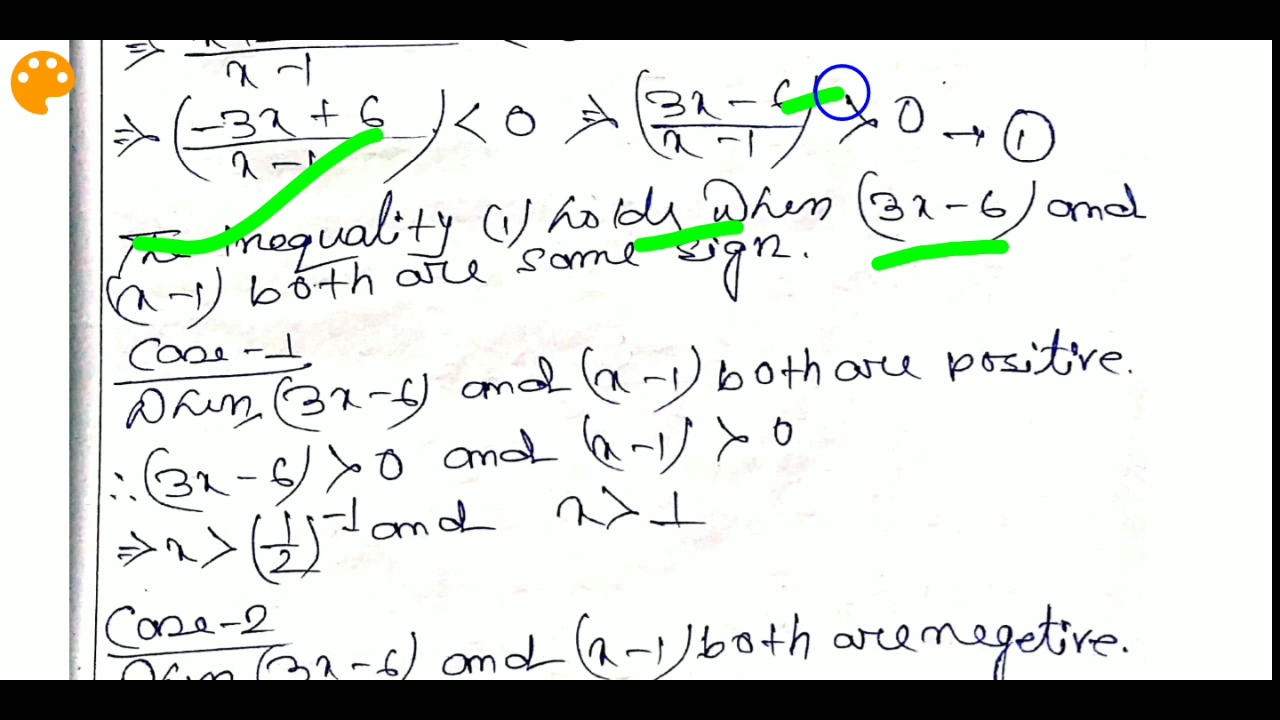 ⇒ x − 1
⇒ (−3x + 6 / x − 1) < 0 ⇒ (3x − 6 / x − 1) > 0 → ①
The inequality (1) holds when (3x − 6) and
(x − 1) both are same sign.
Case-1
When (3x − 6) and (x − 1) both are positive.
∴ (3x − 6) > 0 and (x − 1) > 0
⇒ x > (1/2)⁻¹ and x > 1
Case-2
When (3x − 6) and (x − 1) both are negetive.